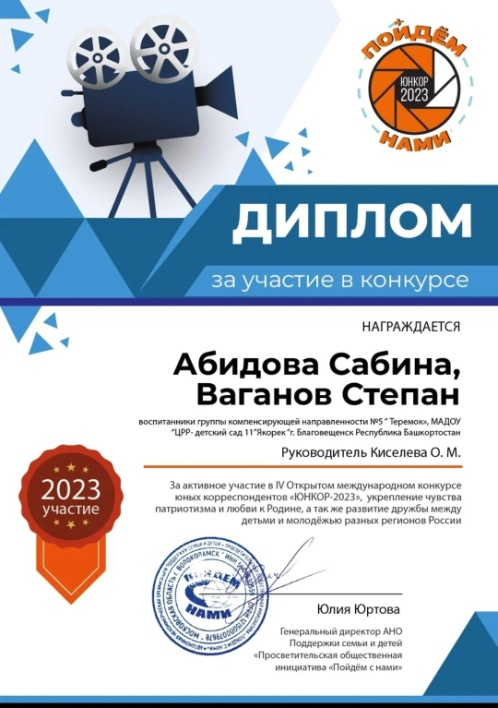 ПОЙДЁМ
ЮНКОР
2023
С НАМИ
ДИПЛОМ
за участие в конкурсе
НАГРАЖДАЕТСЯ
Абидова Сабина,
Ваганов Степан
воспитанники группы компенсирующей направленности №5 " Теремок», МАДОУ
"ЦРР- детский сад 11"Якорек "г. Благовещенск Республика Башкортостан
Руководитель Киселева О. М.
2023
участие
За активное участие в IV Открытом международном конкурсе
юных корреспондентов «ЮНКОР-2023», укрепление чувства
патриотизма и любви к Родине, а так же развитие дружбы между
детьми и молодёжью разных регионов России
ПОЙДЁМ
С НАМИ
Юлия Юртова
Генеральный директор АНО
Поддержки семьи и детей
«Просветительская общественная
инициатива «Пойдём с нами»